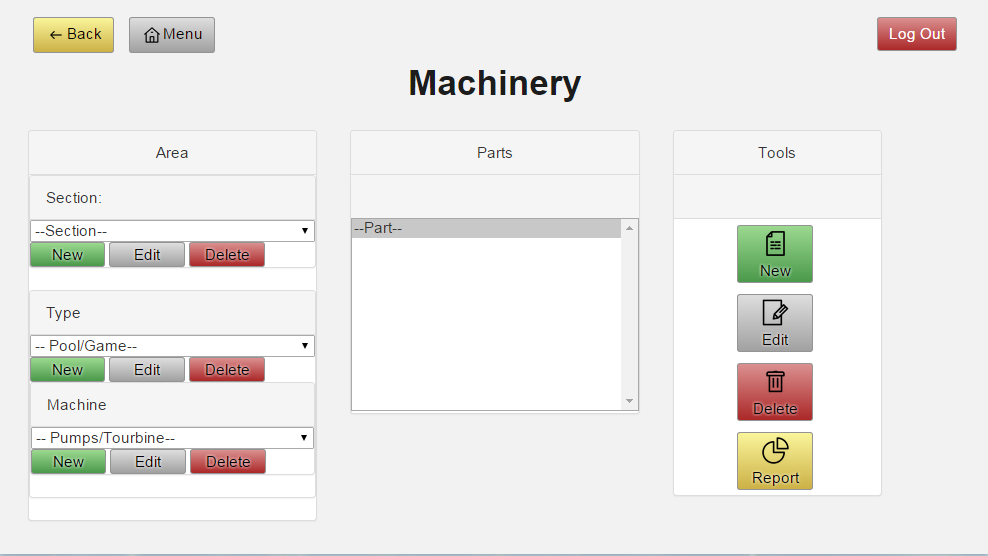 Back
Menu
Log Out
Machinery
Area
Section:
--Section--
New Edit Delete
Type
-- Pool/Game--
New Edit Delete
Machine
-- Pumps/Tourbine--
New Edit Delete
Parts
--Part--
Tools
New
Edit
Delete
Report